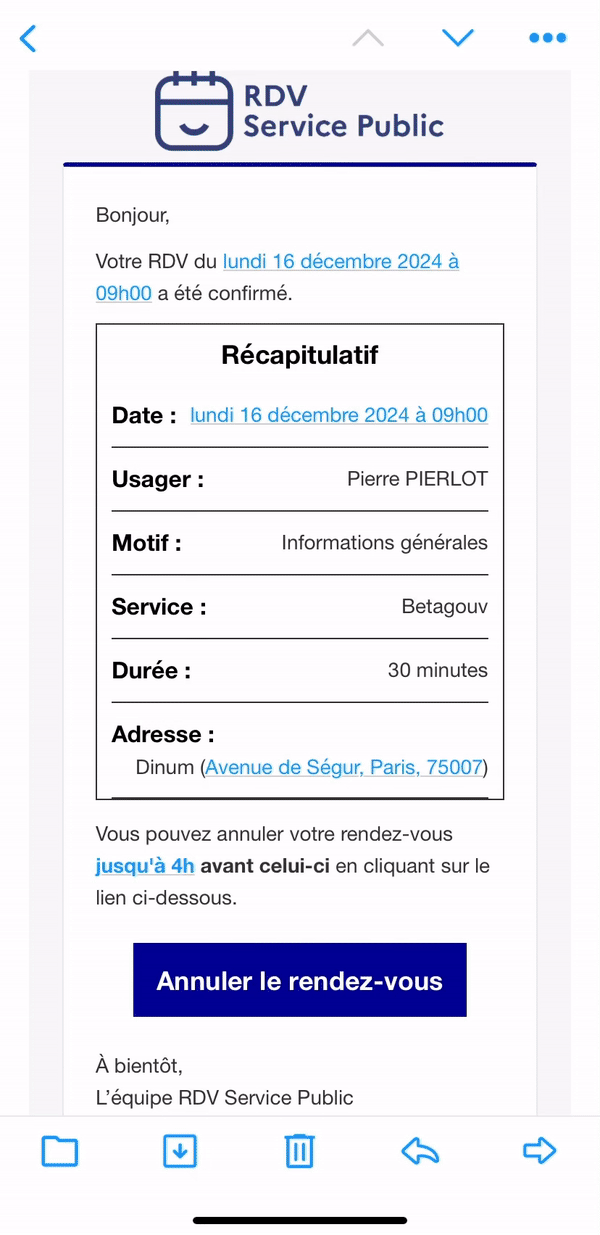 RDV
Service Public
Bonjour,
Votre RDV du lundi 16 décembre 2024 à
09h00 a été confirmé.
Récapitulatif
Date : lundi 16 décembre 2024 à 09h00
Usager : Pierre PIERLOT
Motif : Informations générales
Service : Betagouv
Durée : 30 minutes
Adresse :
Dinum (Avenue de Ségur, Paris, 75007)
Vous pouvez annuler votre rendez-vous
jusqu'à 4h avant celui-ci en cliquant sur le
lien ci-dessous.
Annuler le rendez-vous
À bientôt,
L’équipe RDV Service Public